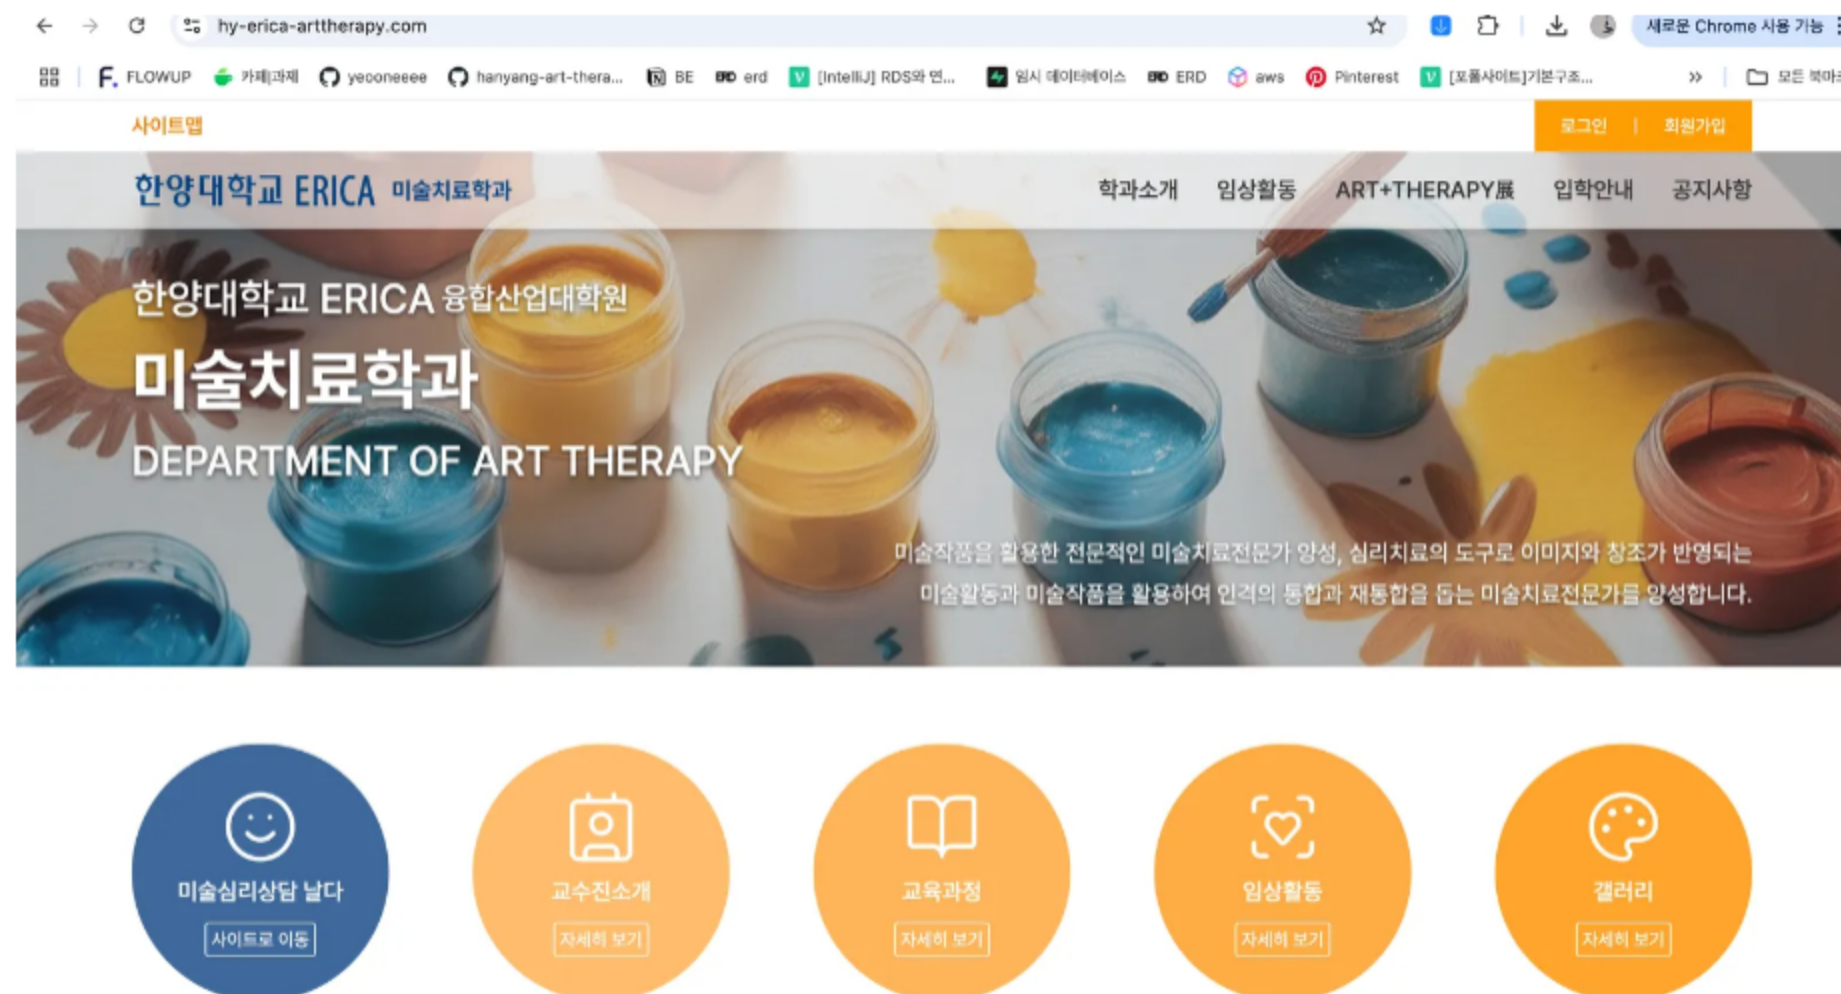 hy-erica-arttherapy.com
새로운 Chrome 사용 가능
FLOWUP 카페|과제 yeooneeee hanyang-art-thera... BE erd [IntelliJ] RDS와 연... 임시 데이터베이스 ERD aws Pinterest [포폴사이트]기본구조... » 모든 북마크
사이트맵
로그인 | 회원가입
한양대학교 ERICA 미술치료학과
학과소개 임상활동 ART+THERAPY展 입학안내 공지사항
한양대학교 ERICA 융합산업대학원
미술치료학과
DEPARTMENT OF ART THERAPY
미술작품을 활용한 전문적인 미술치료전문가 양성, 심리치료의 도구로 이미지와 창조가 반영되는
미술활동과 미술작품을 활용하여 인격의 통합과 재통합을 돕는 미술치료전문가를 양성합니다.
미술심리상담 날다
사이트로 이동
교수진소개
자세히 보기
교육과정
자세히 보기
임상활동
자세히 보기
갤러리
자세히 보기